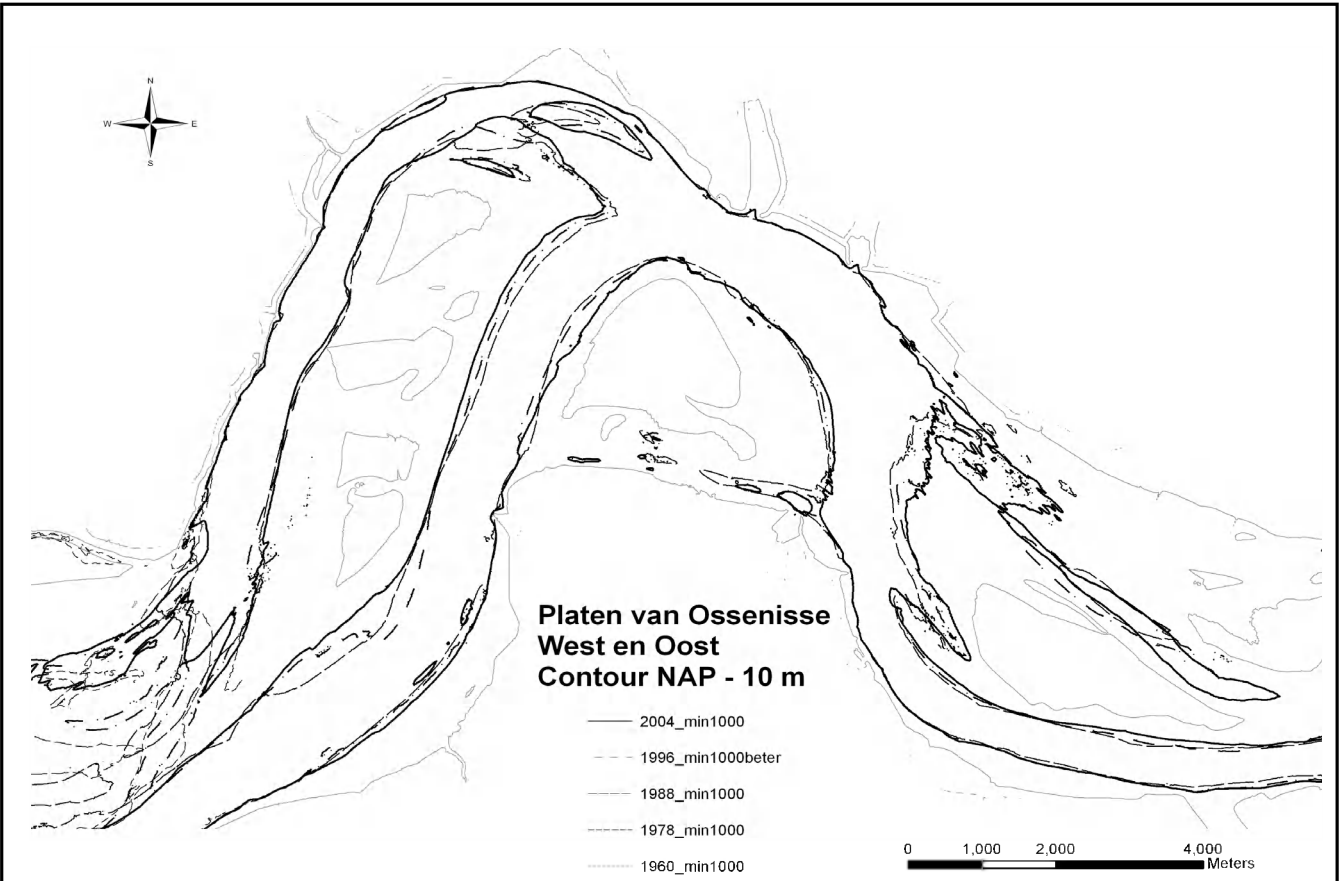 N
W E
S
Platen van Ossenisse
West en Oost
Contour NAP - 10 m
2004_min1000
1996_min1000beter
1988_min1000
1978_min1000
1960_min1000
0 1,000 2,000 4,000
Meters